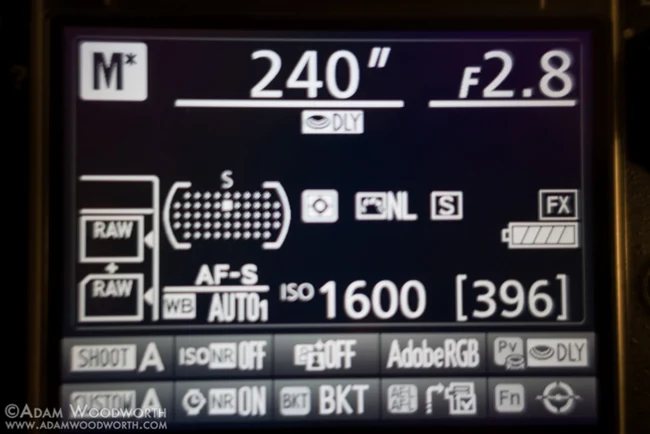 M* 240" F2.8
DLY
S
RAW NL S FX
+
RAW AF-S
WB AUTO1 ISO 1600 [396]
SHOOT A ISO NR OFF OFF AdobeRGB Pv DLY
CUSTOM A NR ON BKT BKT Fn
©Adam Woodworth
www.adamwoodworth.com